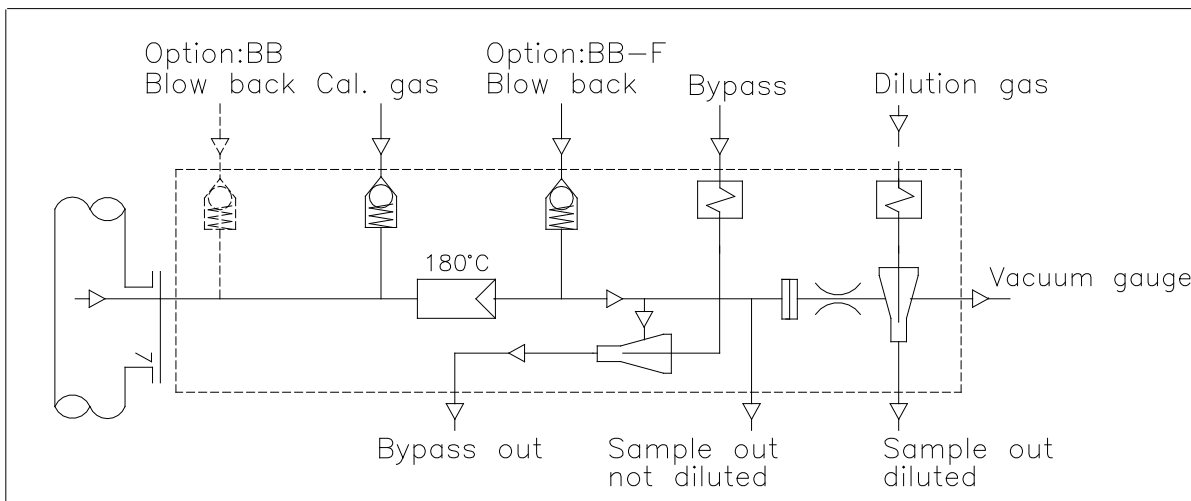 Option:BB
Blow back
Cal. gas
Option:BB-F
Blow back
Bypass
Dilution gas
180°C
Vacuum gauge
Bypass out
Sample out
not diluted
Sample out
diluted